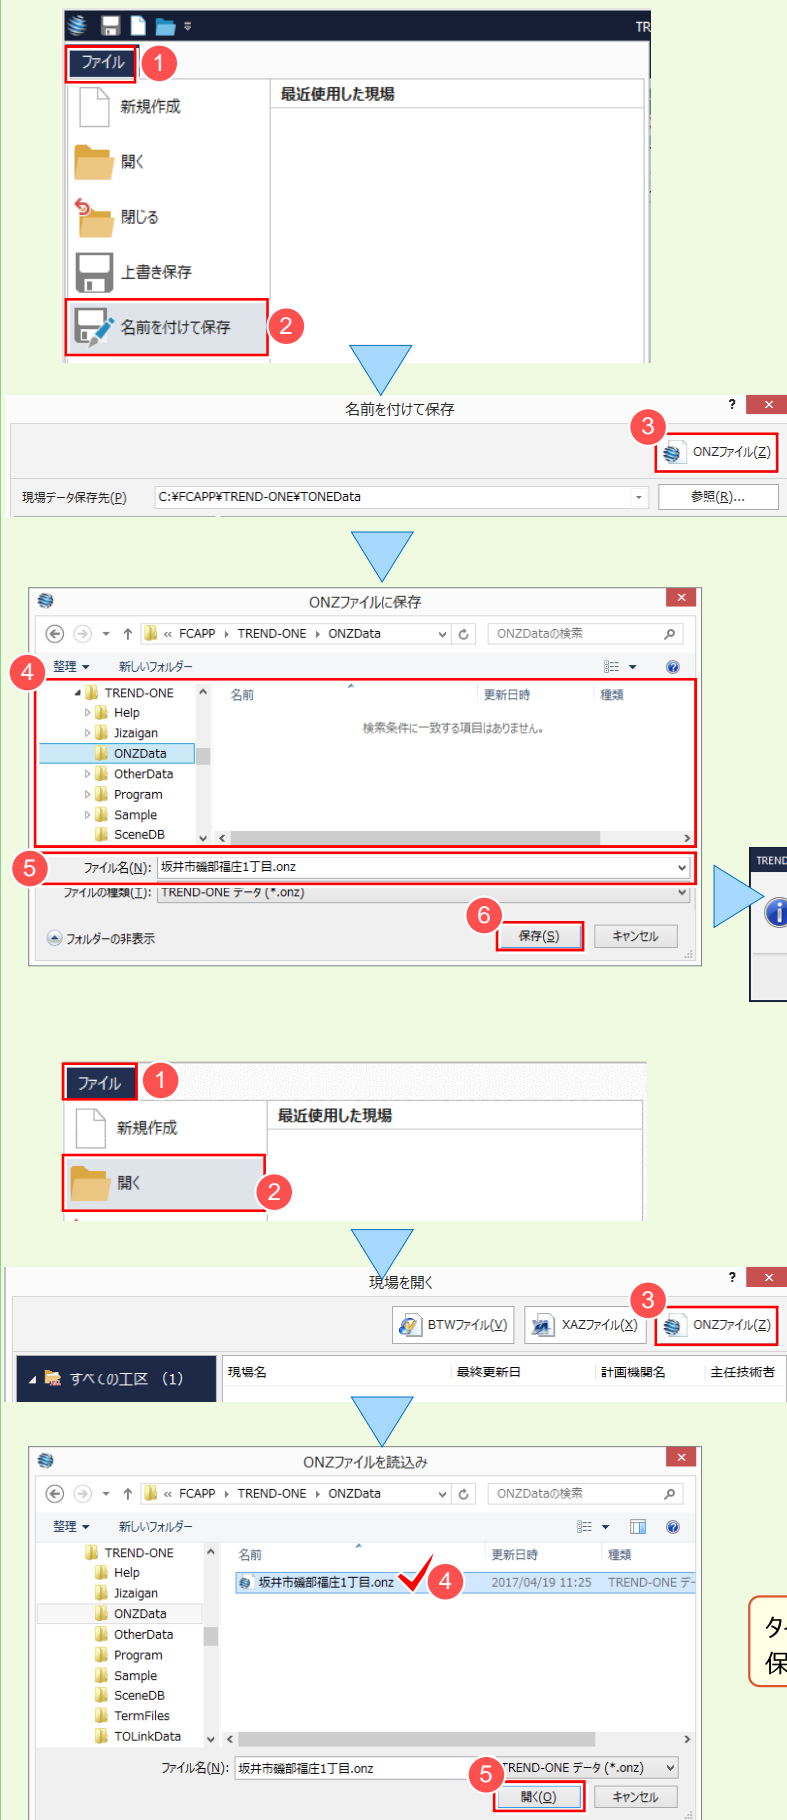 TR
ファイル 1
新規作成
最近使用した現場
開く
閉じる
上書き保存
名前を付けて保存 2
名前を付けて保存 ? ×
3
ONZファイル(Z)
現場データ保存先(P) C:¥FCAPP¥TREND-ONE¥TONEData 参照(R)...
ONZファイルに保存 ×
« FCAPP TREND-ONE ONZData ONZDataの検索
4 整理 新しいフォルダー
TREND-ONE 名前 更新日時 種類
Help
検索条件に一致する項目はありません。
Jizaigan
ONZData
OtherData
Program
Sample
SceneDB
5 ファイル名(N): 坂井市磯部福庄1丁目.onz
ファイルの種類(T): TREND-ONE データ (*.onz)
6
フォルダーの非表示 保存(S) キャンセル
TREND
ファイル 1
新規作成
最近使用した現場
開く 2
現場を開く ? ×
3
BTWファイル(V) XAZファイル(X) ONZファイル(Z)
すべての工区 (1) 現場名 最終更新日 計画機関名 主任技術者
ONZファイルを読込み ×
« FCAPP TREND-ONE ONZData ONZDataの検索
整理 新しいフォルダー
TREND-ONE 名前 更新日時 種類
Help
坂井市磯部福庄1丁目.onz 4 2017/04/19 11:25 TREND-ONE デ
Jizaigan
ONZData
OtherData
Program
Sample
SceneDB
TermFiles
TOLinkData
ファイル名(N): 坂井市磯部福庄1丁目.onz TREND-ONE データ (*.onz)
5
開く(O) キャンセル
タイ
保